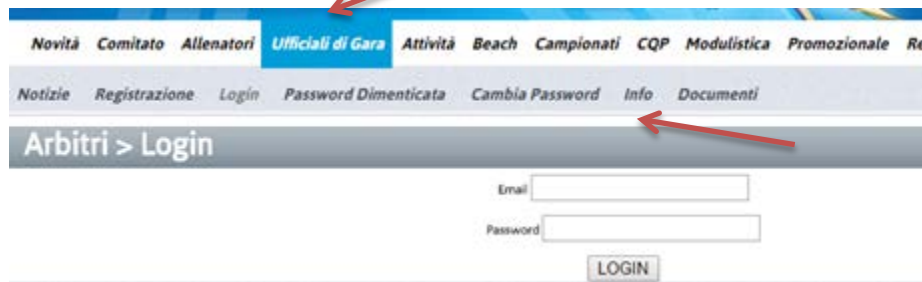 Novità Comitato Allenatori Ufficiali di Gara Attività Beach Campionati CQP Modulistica Promozionale
Notizie Registrazione Login Password Dimenticata Cambia Password Info Documenti
Arbitri > Login
Email
Password
LOGIN